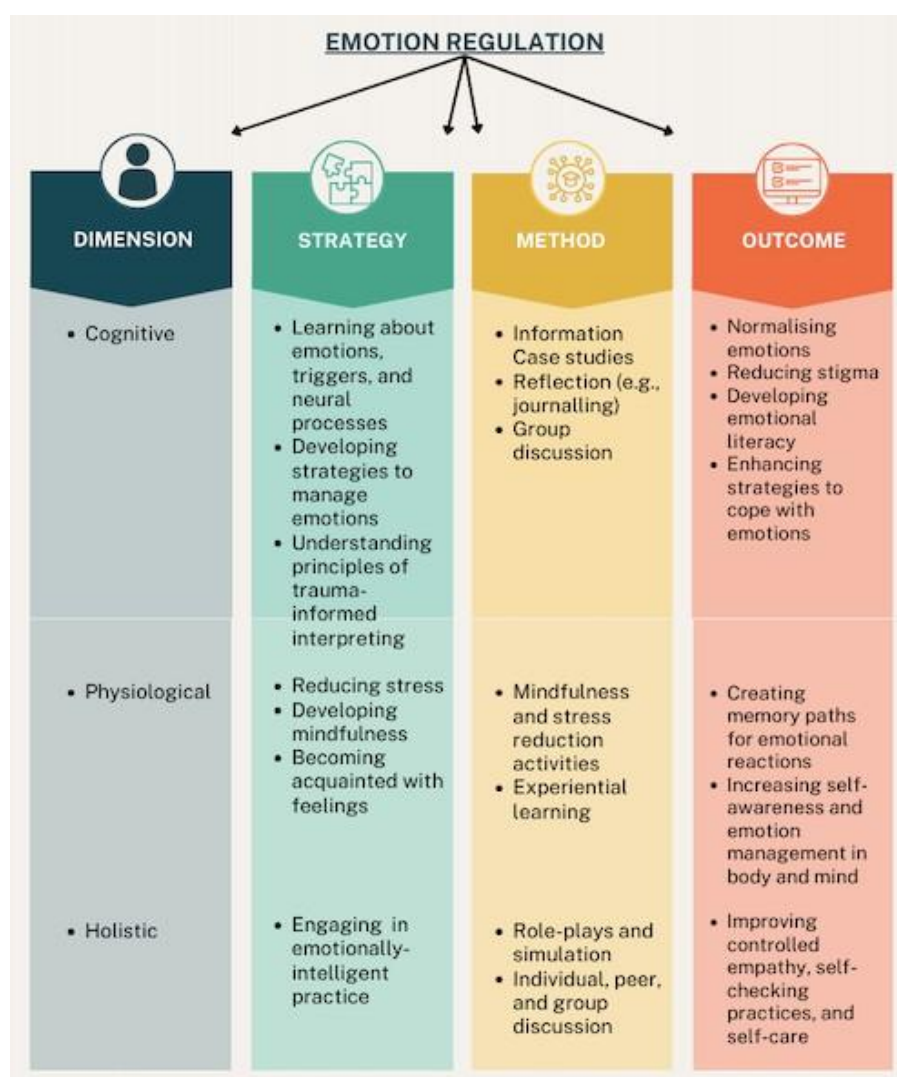 EMOTION REGULATION
DIMENSION
STRATEGY
METHOD
OUTCOME
• Cognitive
• Learning about
emotions,
triggers, and
neural
processes
• Developing
strategies to
manage
emotions
• Understanding
principles of
trauma-
informed
interpreting
• Information
Case studies
• Reflection (e.g.,
journalling)
• Group
discussion
• Normalising
emotions
• Reducing stigma
• Developing
emotional
literacy
• Enhancing
strategies to
cope with
emotions
• Physiological
• Reducing stress
• Developing
mindfulness
• Becoming
acquainted with
feelings
• Mindfulness
and stress
reduction
activities
• Experiential
learning
• Creating
memory paths
for emotional
reactions
• Increasing self-
awareness and
emotion
management in
body and mind
• Holistic
• Engaging in
emotionally-
intelligent
practice
• Role-plays and
simulation
• Individual, peer,
and group
discussion
• Improving
controlled
empathy, self-
checking
practices, and
self-care